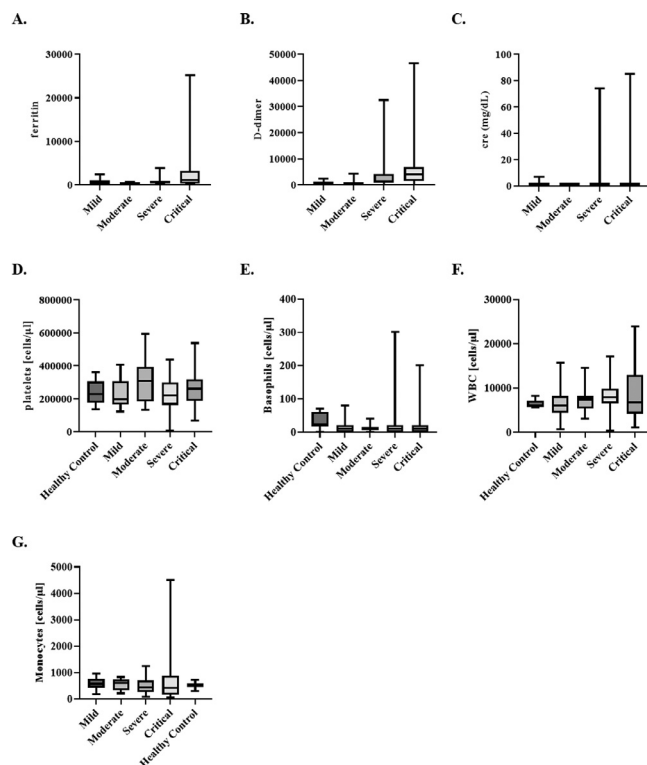 A.
B.
C.
ferritin
30000
20000
10000
0
Mild
Moderate
Severe
Critical
D-dimer
50000
40000
30000
20000
10000
0
Mild
Moderate
Severe
Critical
cre (mg/dL)
100
80
60
40
20
0
Mild
Moderate
Severe
Critical
D.
E.
F.
platelets [cells/µl]
800000
600000
400000
200000
0
Healthy Control
Mild
Moderate
Severe
Critical
Basophils [cells/µl]
400
300
200
100
0
Healthy Control
Mild
Moderate
Severe
Critical
WBC [cells/µl]
30000
20000
10000
0
Healthy Control
Mild
Moderate
Severe
Critical
G.
Monocytes [cells/µl]
5000
4000
3000
2000
1000
0
Mild
Moderate
Severe
Critical
Healthy Control